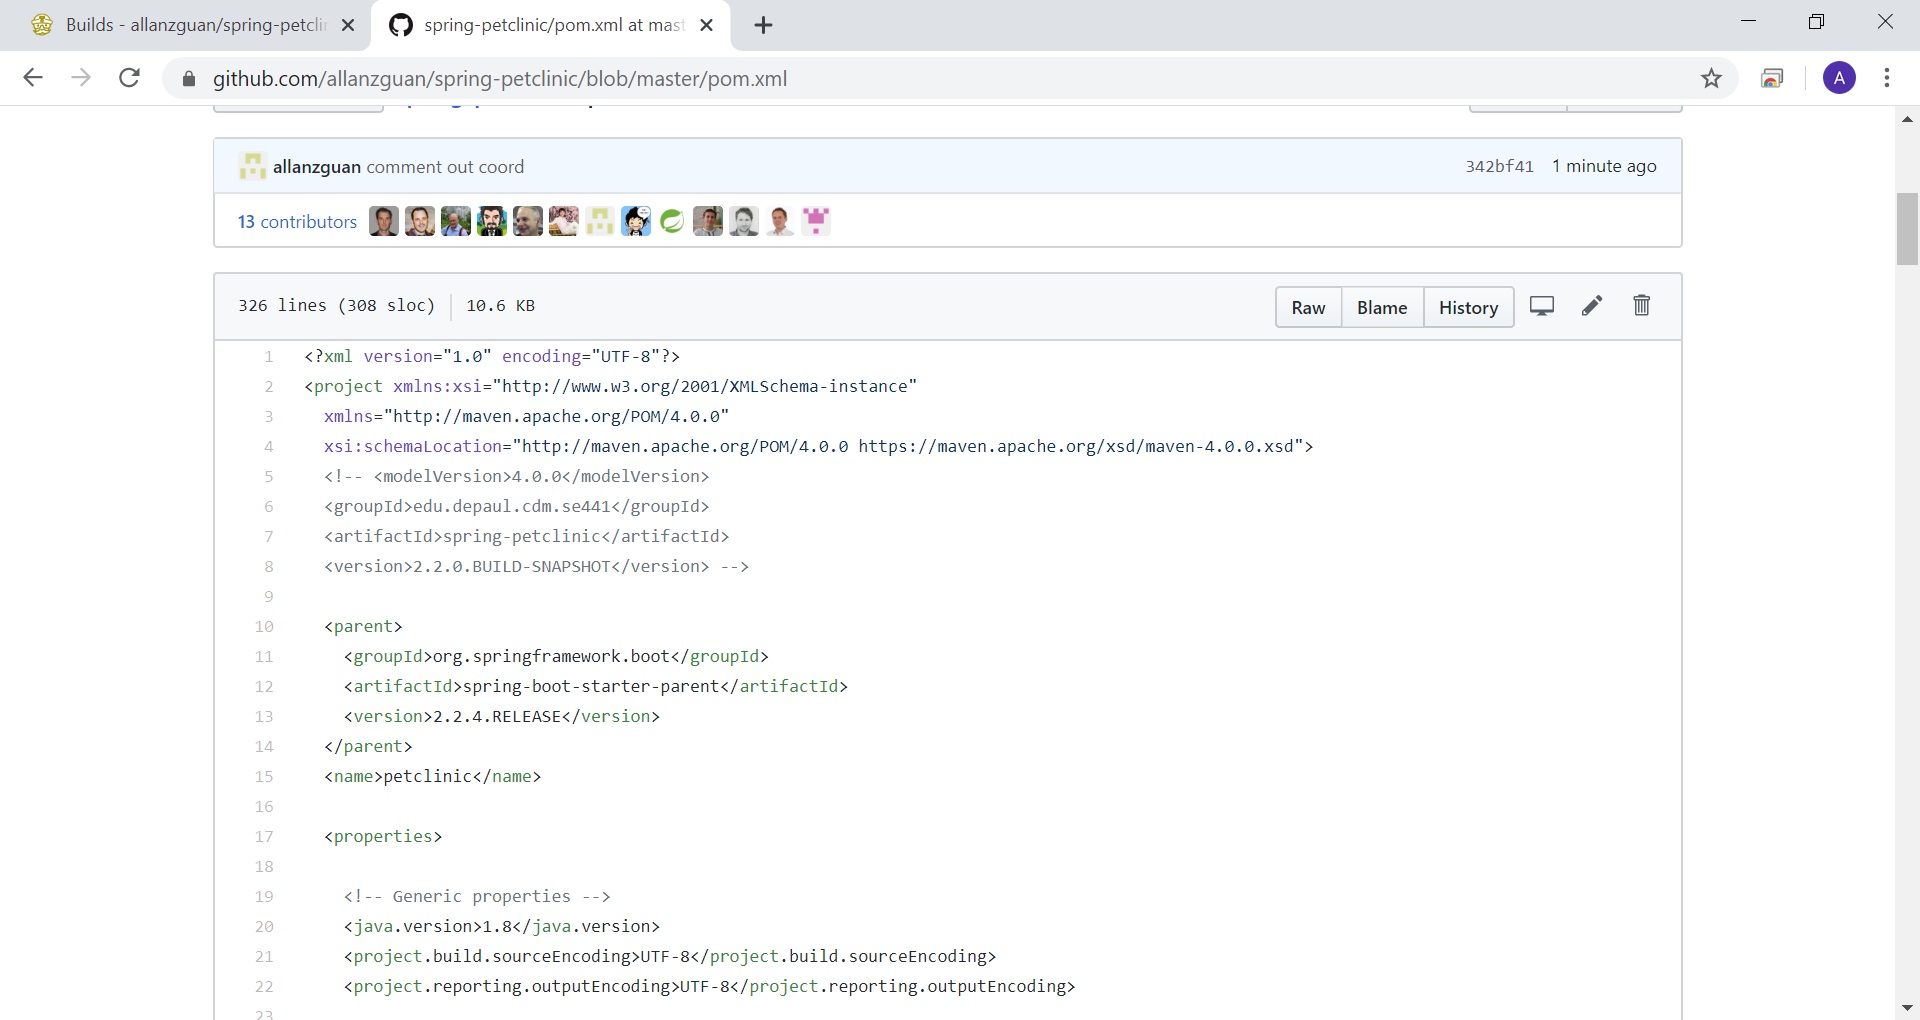 Builds - allanzguan/spring-petclin
spring-petclinic/pom.xml at mast
github.com/allanzguan/spring-petclinic/blob/master/pom.xml
A
allanzguan comment out coord
342bf41 1 minute ago
13 contributors
326 lines (308 sloc) 10.6 KB
Raw Blame History
1 <?xml version="1.0" encoding="UTF-8"?>
2 <project xmlns:xsi="http://www.w3.org/2001/XMLSchema-instance"
3 xmlns="http://maven.apache.org/POM/4.0.0"
4 xsi:schemaLocation="http://maven.apache.org/POM/4.0.0 https://maven.apache.org/xsd/maven-4.0.0.xsd">
5 <!-- <modelVersion>4.0.0</modelVersion>
6 <groupId>edu.depaul.cdm.se441</groupId>
7 <artifactId>spring-petclinic</artifactId>
8 <version>2.2.0.BUILD-SNAPSHOT</version> -->
9
10 <parent>
11 <groupId>org.springframework.boot</groupId>
12 <artifactId>spring-boot-starter-parent</artifactId>
13 <version>2.2.4.RELEASE</version>
14 </parent>
15 <name>petclinic</name>
16
17 <properties>
18
19 <!-- Generic properties -->
20 <java.version>1.8</java.version>
21 <project.build.sourceEncoding>UTF-8</project.build.sourceEncoding>
22 <project.reporting.outputEncoding>UTF-8</project.reporting.outputEncoding>
23